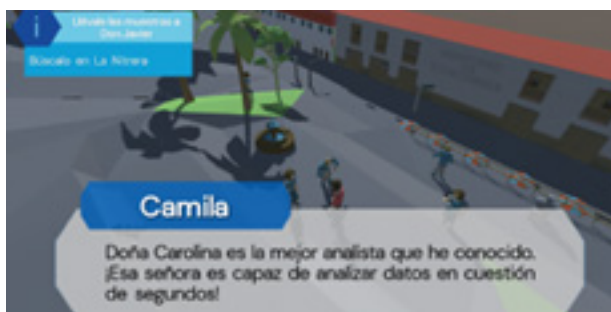 i
Llévale las muestras a
Don Javier
Búscalo en La Nitrera
Camila
Doña Carolina es la mejor analista que he conocido.
¡Esa señora es capaz de analizar datos en cuestión
de segundos!